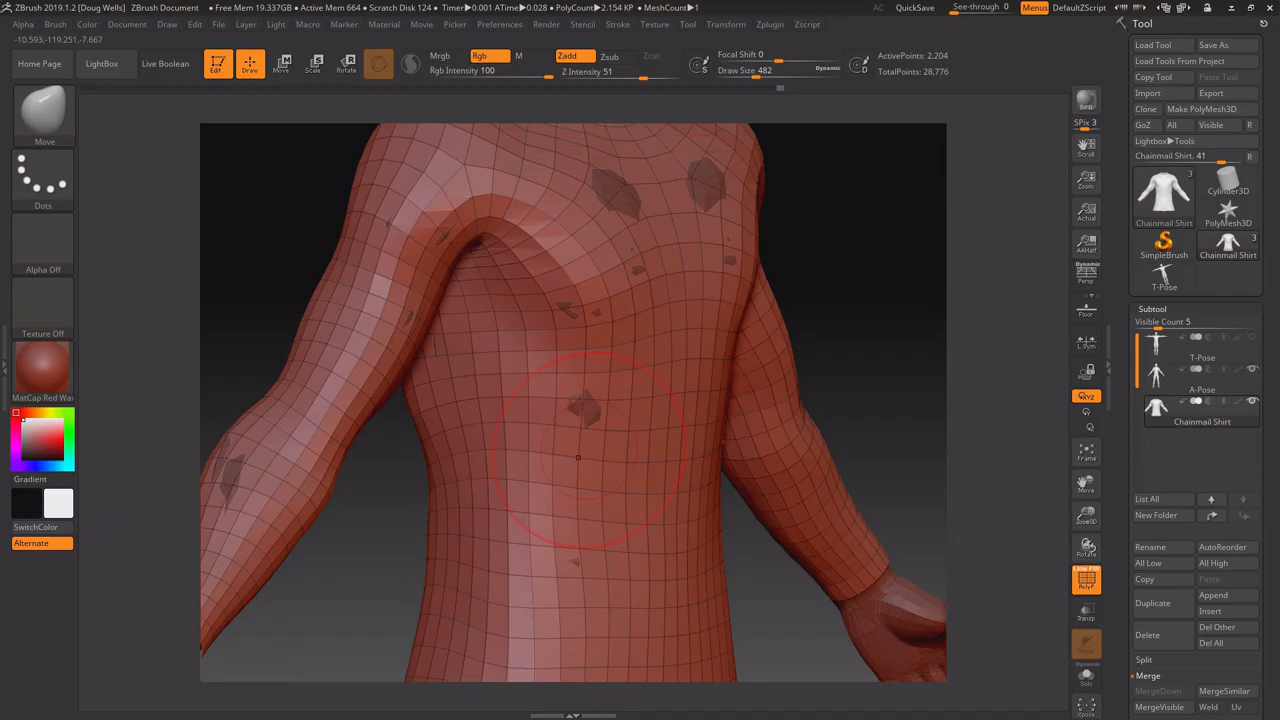 ZBrush 2019.1.2 [Doug Wells] ZBrush Document • Free Mem 19.337GB • Active Mem 664 • Scratch Disk 124 • Timer▶0.001 ATime▶0.028 • PolyCount▶2.154 KP • MeshCount▶1 AC QuickSave See-through 0 Menus DefaultZScript
Alpha Brush Color Document Draw Edit File Layer Light Macro Marker Material Movie Picker Preferences Render Stencil Stroke Texture Tool Transform Zplugin Zscript
Tool
-10.593,-119.251,-7.667
Load Tool Save As
Load Tools From Project
Copy Tool Paste Tool
Import Export
Clone Make PolyMesh3D
GoZ All Visible R
Lightbox▶Tools
Chainmail Shirt. 41 R
Home Page LightBox Live Boolean Edit Draw Move Scale Rotate
Mrgb Rgb M Zadd Zsub Zcut
Rgb Intensity 100 Z Intensity 51
Focal Shift 0
Draw Size 482 Dynamic
S D
ActivePoints: 2,204
TotalPoints: 28,776
Move
Dots
Alpha Off
Texture Off
MatCap Red Wax
Gradient
SwitchColor
Alternate
BPR
SPix 3
Scroll
Zoom
Actual
AAHalf
Dynamic
Persp
Floor
L.Sym
XYZ
Frame
Move
Zoom3D
Rotate
Line Fill
PolyF
Transp
Ghost
Dynamic
Solo
Xpose
3
Chainmail Shirt
Cylinder3D
PolyMesh3D
SimpleBrush
3
Chainmail Shirt
T-Pose
Subtool
Visible Count 5
T-Pose
A-Pose
Chainmail Shirt
List All
New Folder
Rename AutoReorder
All Low All High
Copy Paste
Duplicate Append
Insert
Delete Del Other
Del All
Split
Merge
MergeDown MergeSimilar
MergeVisible Weld Uv